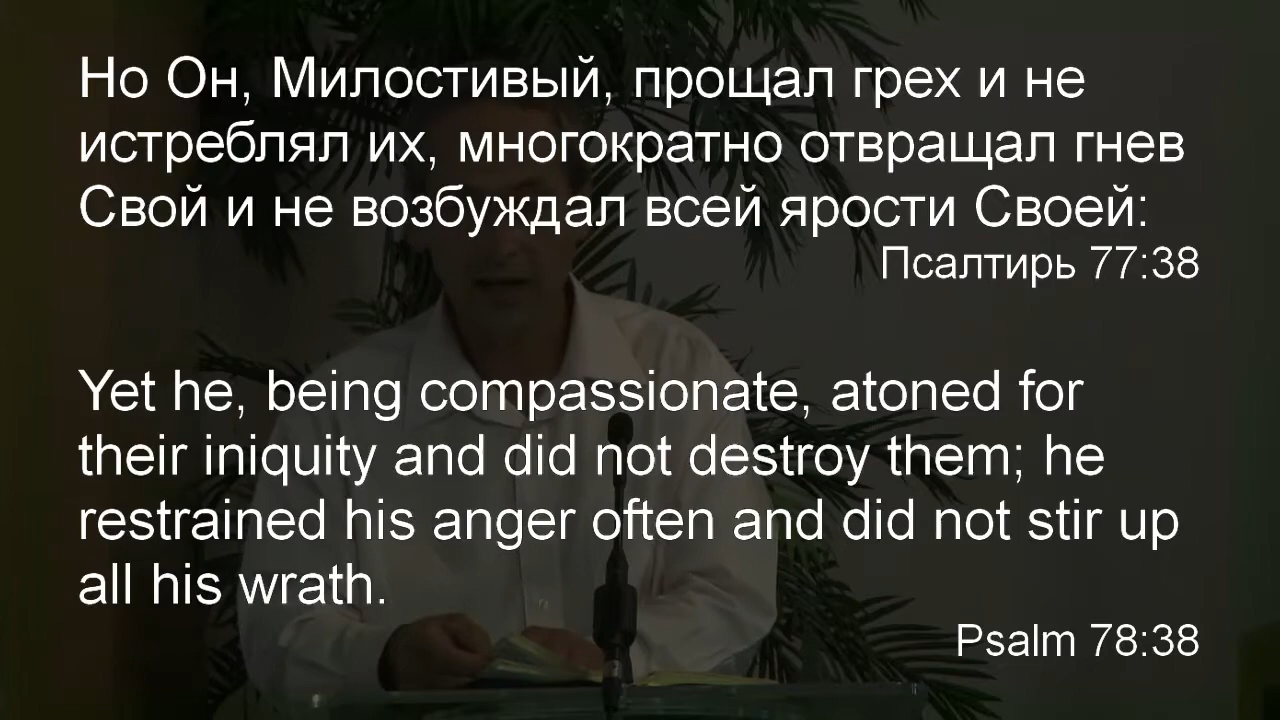 Но Он, Милостивый, прощал грех и не
истреблял их, многократно отвращал гнев
Свой и не возбуждал всей ярости Своей:
Псалтирь 77:38
Yet he, being compassionate, atoned for
their iniquity and did not destroy them; he
restrained his anger often and did not stir up
all his wrath.
Psalm 78:38